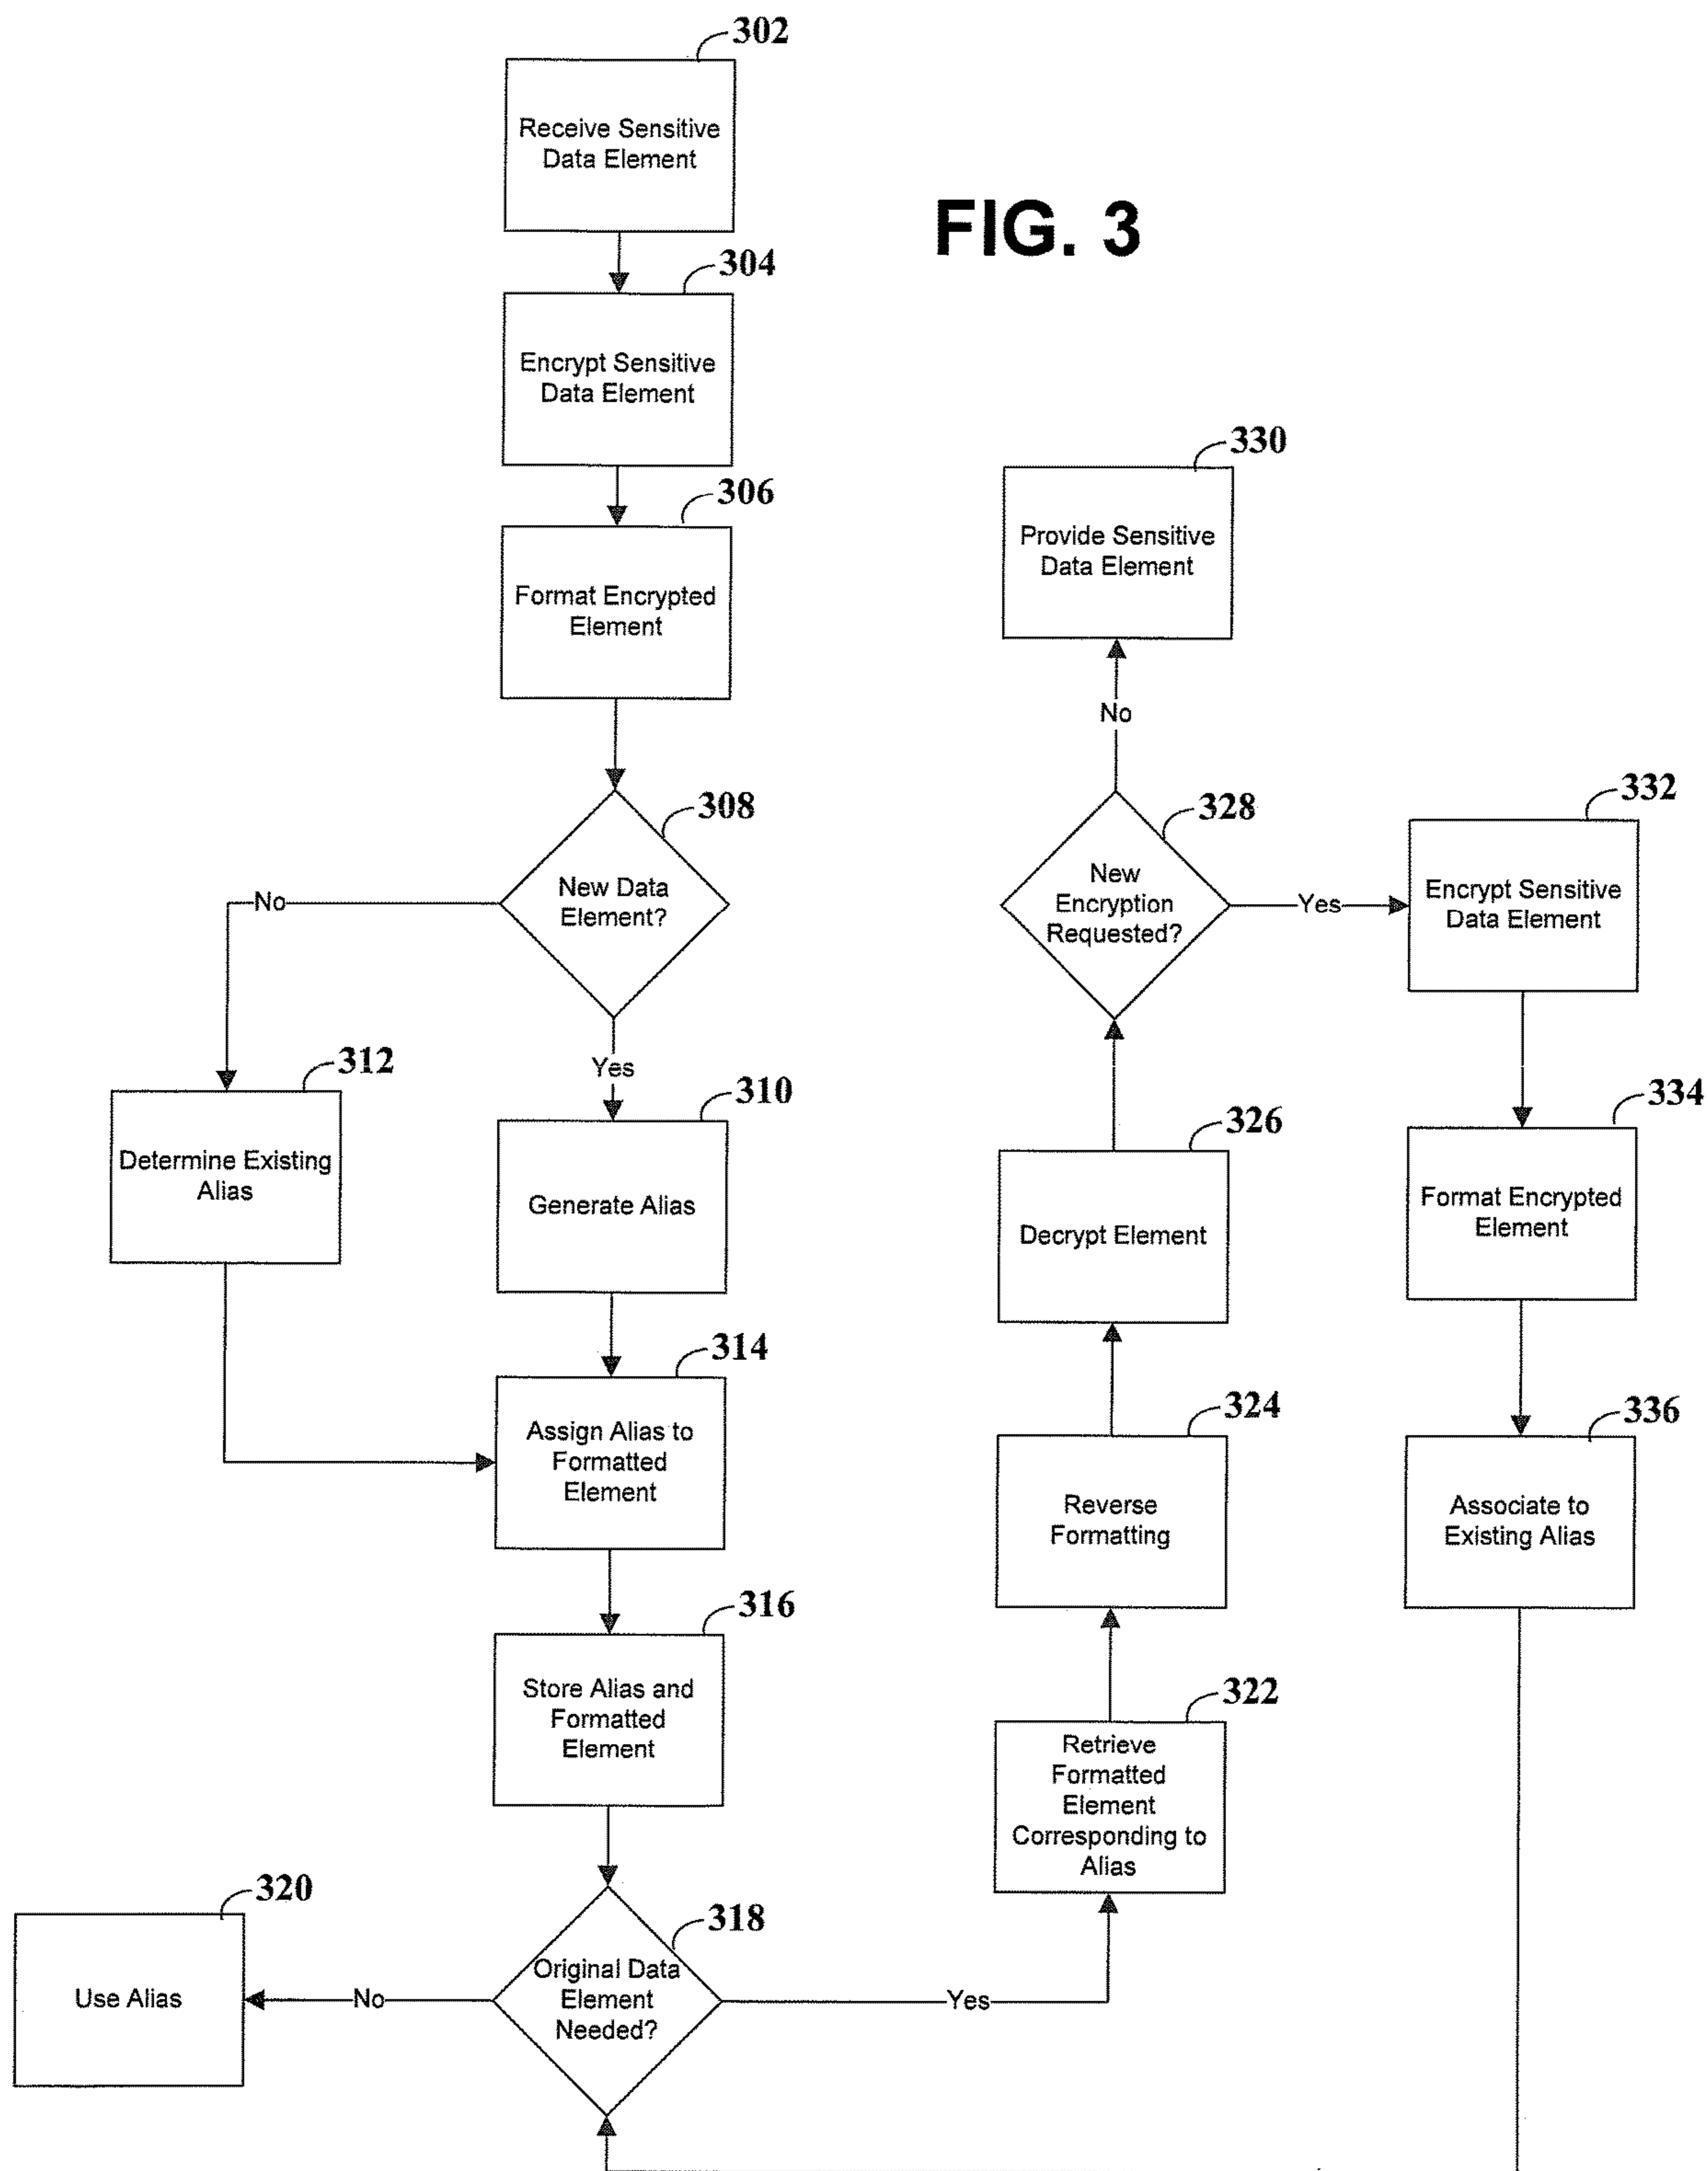 302
Receive Sensitive
Data Element
FIG. 3
304
Encrypt Sensitive
Data Element
306
Format Encrypted
Element
308
New Data
Element?
No
Yes
312
Determine Existing
Alias
310
Generate Alias
314
Assign Alias to
Formatted
Element
316
Store Alias and
Formatted
Element
318
Original Data
Element
Needed?
No
320
Use Alias
Yes
322
Retrieve
Formatted
Element
Corresponding to
Alias
324
Reverse
Formatting
326
Decrypt Element
328
New
Encryption
Requested?
No
330
Provide Sensitive
Data Element
Yes
332
Encrypt Sensitive
Data Element
334
Format Encrypted
Element
336
Associate to
Existing Alias